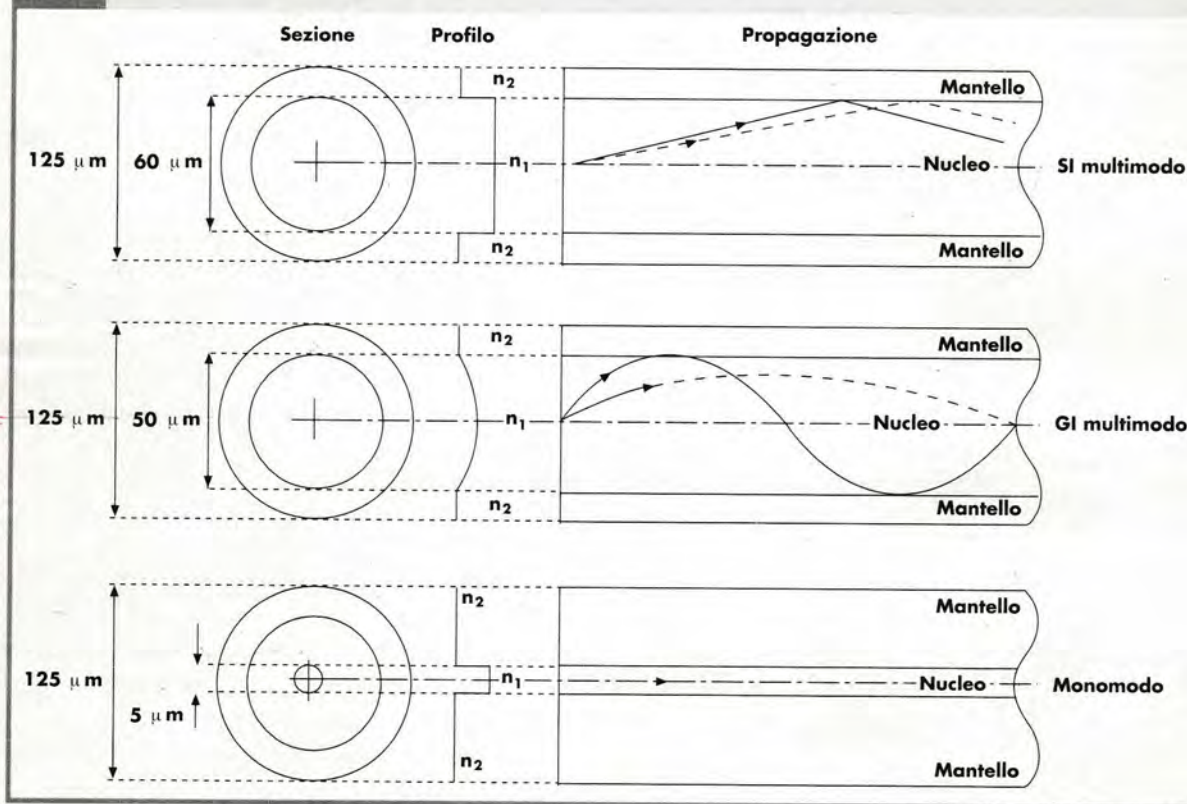 Sezione Profilo Propagazione
n2 Mantello
125 μm 60 μm n1 Nucleo SI multimodo
n2 Mantello
n2 Mantello
125 μm 50 μm n1 Nucleo GI multimodo
n2 Mantello
n2 Mantello
125 μm n1 Nucleo Monomodo
5 μm
n2 Mantello